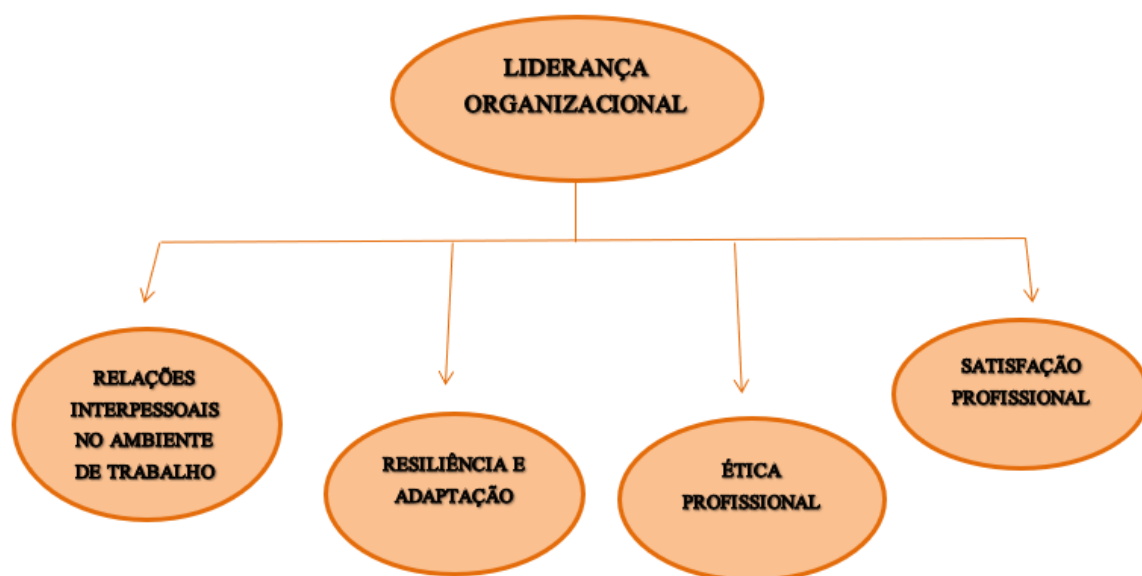 LIDERANÇA
ORGANIZACIONAL
RELAÇÕES
INTERPESSOAIS
NO AMBIENTE
DE TRABALHO
RESILIÊNCIA E
ADAPTAÇÃO
ÉTICA
PROFISSIONAL
SATISFAÇÃO
PROFISSIONAL